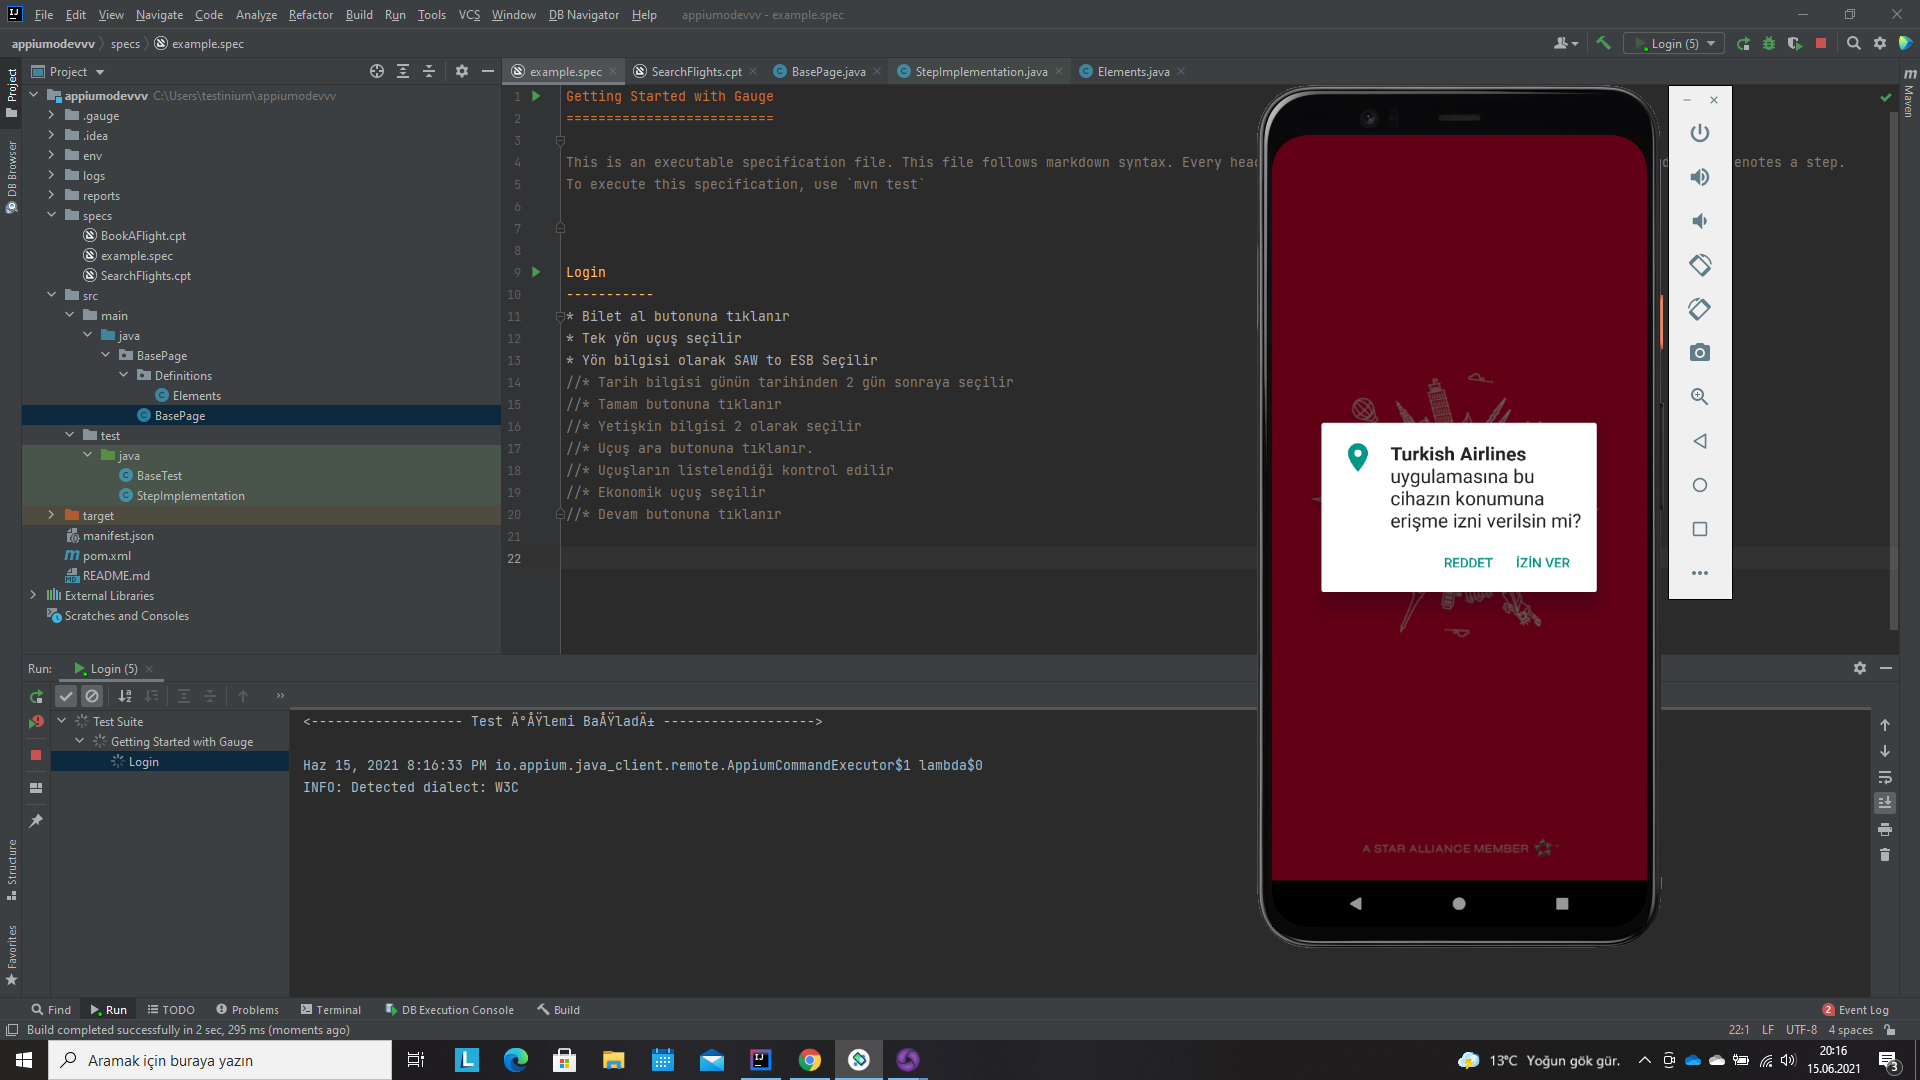 File Edit View Navigate Code Analyze Refactor Build Run Tools VCS Window DB Navigator Help appiumodevvv - example.spec
appiumodevvv specs example.spec
Login (5)
Project
example.spec SearchFlights.cpt BasePage.java StepImplementation.java Elements.java
Project
DB Browser
Structure
Favorites
m Maven
appiumodevvv C:\Users\testinium\appiumodevvv
.gauge
.idea
env
logs
reports
specs
BookAFlight.cpt
example.spec
SearchFlights.cpt
src
main
java
BasePage
Definitions
Elements
BasePage
test
java
BaseTest
StepImplementation
target
manifest.json
pom.xml
README.md
External Libraries
Scratches and Consoles
1 Getting Started with Gauge
2 ==========================
3
4 This is an executable specification file. This file follows markdown syntax. Every hea enotes a step.
5 To execute this specification, use `mvn test`
6
7
8
9 Login
10 -----------
11 * Bilet al butonuna tıklanır
12 * Tek yön uçuş seçilir
13 * Yön bilgisi olarak SAW to ESB Seçilir
14 //* Tarih bilgisi günün tarihinden 2 gün sonraya seçilir
15 //* Tamam butonuna tıklanır
16 //* Yetişkin bilgisi 2 olarak seçilir
17 //* Uçuş ara butonuna tıklanır.
18 //* Uçuşların listelendiği kontrol edilir
19 //* Ekonomik uçuş seçilir
20 //* Devam butonuna tıklanır
21
22
Turkish Airlines
uygulamasına bu
cihazın konumuna
erişme izni verilsin mi?
REDDET İZİN VER
A STAR ALLIANCE MEMBER
Run: Login (5)
Test Suite
Getting Started with Gauge
Login
<------------------- Test Ä°ÅŸlemi BaÅŸladÄ± ------------------->
Haz 15, 2021 8:16:33 PM io.appium.java_client.remote.AppiumCommandExecutor$1 lambda$0
INFO: Detected dialect: W3C
Find Run TODO Problems Terminal DB Execution Console Build 2 Event Log
Build completed successfully in 2 sec, 295 ms (moments ago) 22:1 LF UTF-8 4 spaces
Aramak için buraya yazın
13°C Yoğun gök gür.
20:16
15.06.2021
3